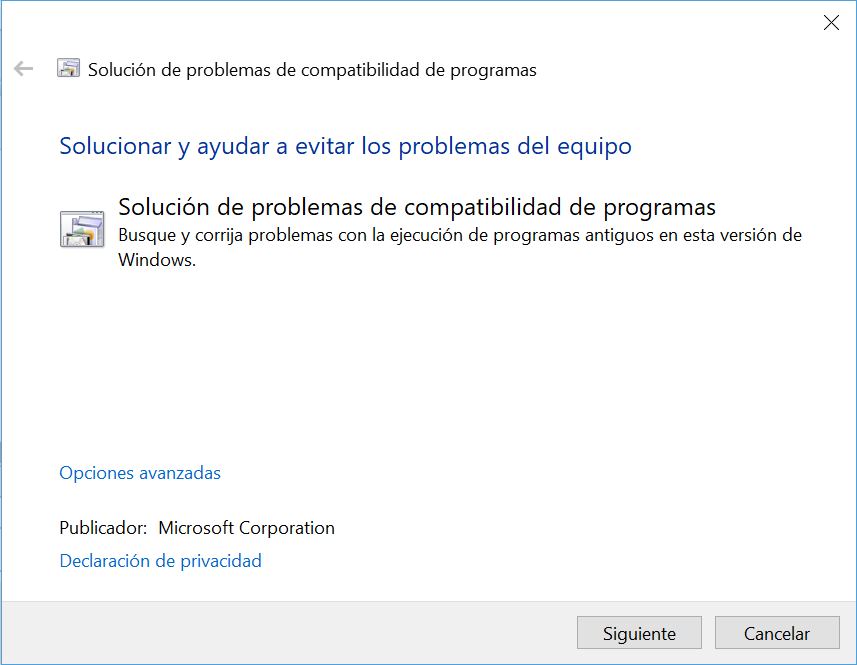 Solución de problemas de compatibilidad de programas
Solucionar y ayudar a evitar los problemas del equipo
Solución de problemas de compatibilidad de programas
Busque y corrija problemas con la ejecución de programas antiguos en esta versión de
Windows.
Opciones avanzadas
Publicador: Microsoft Corporation
Declaración de privacidad
Siguiente
Cancelar